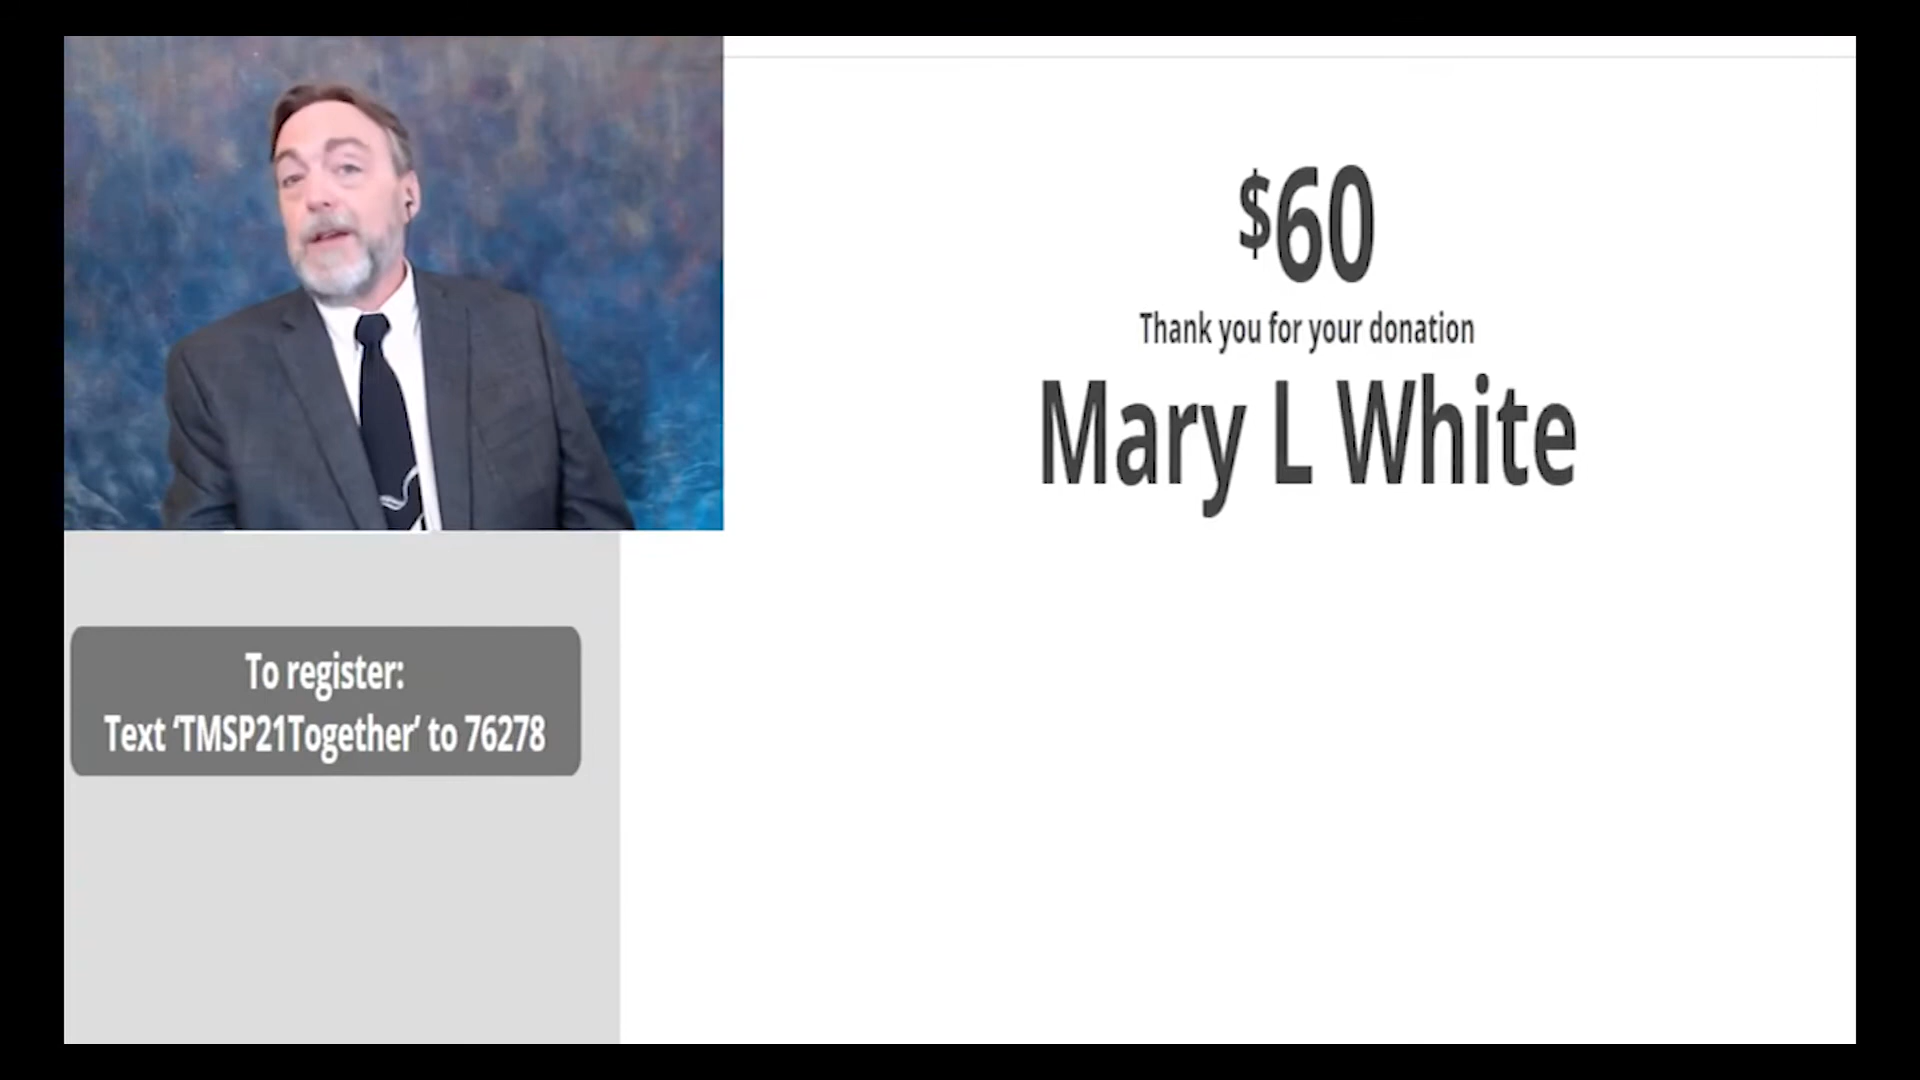 $60
Thank you for your donation
Mary L White
To register:
Text ‘TMSP21Together’ to 76278